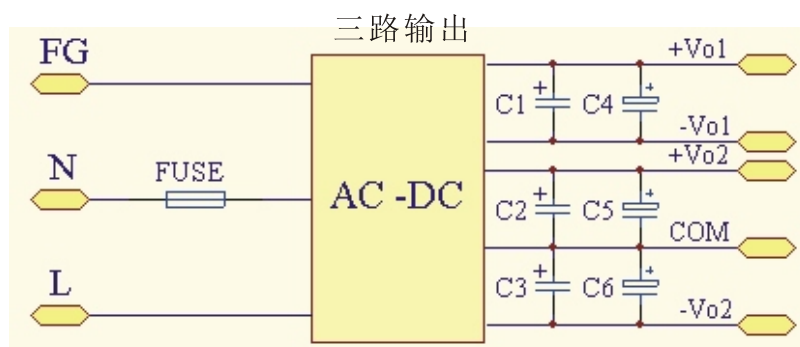 三路输出
FG
N
FUSE
L
AC -DC
+Vo1
C1
C4
-Vo1
+Vo2
C2
C5
COM
C3
C6
-Vo2